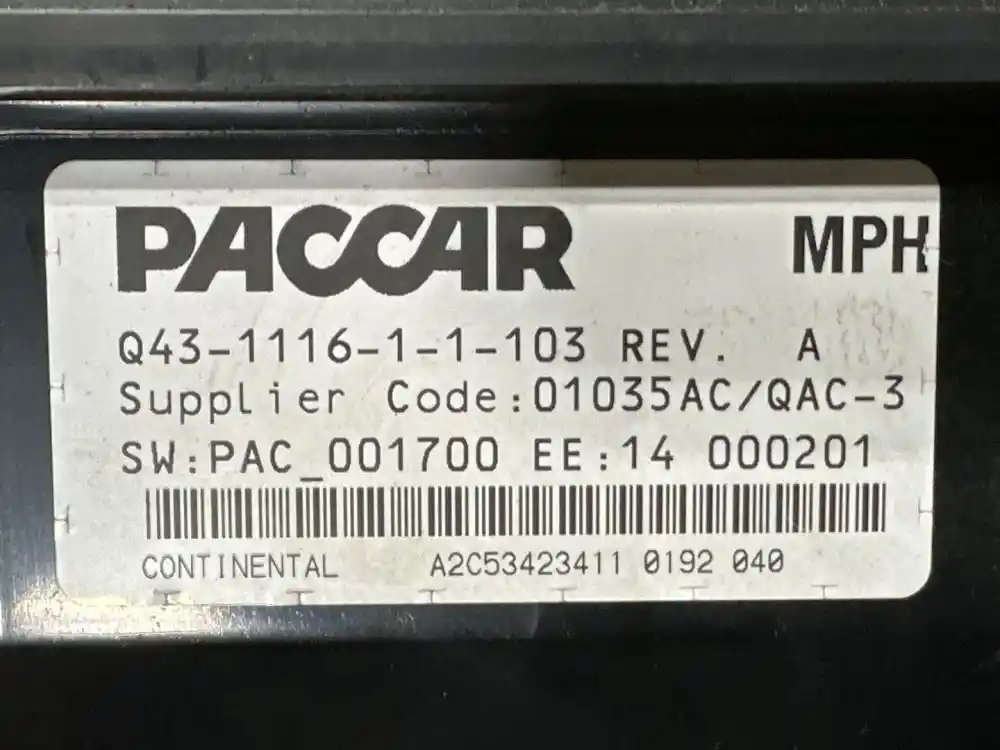 PACCAR MPH
Q43-1116-1-1-103 REV. A
Supplier Code:01035AC/QAC-3
SW:PAC_001700 EE:14 000201
CONTINENTAL A2C53423411 0192 040